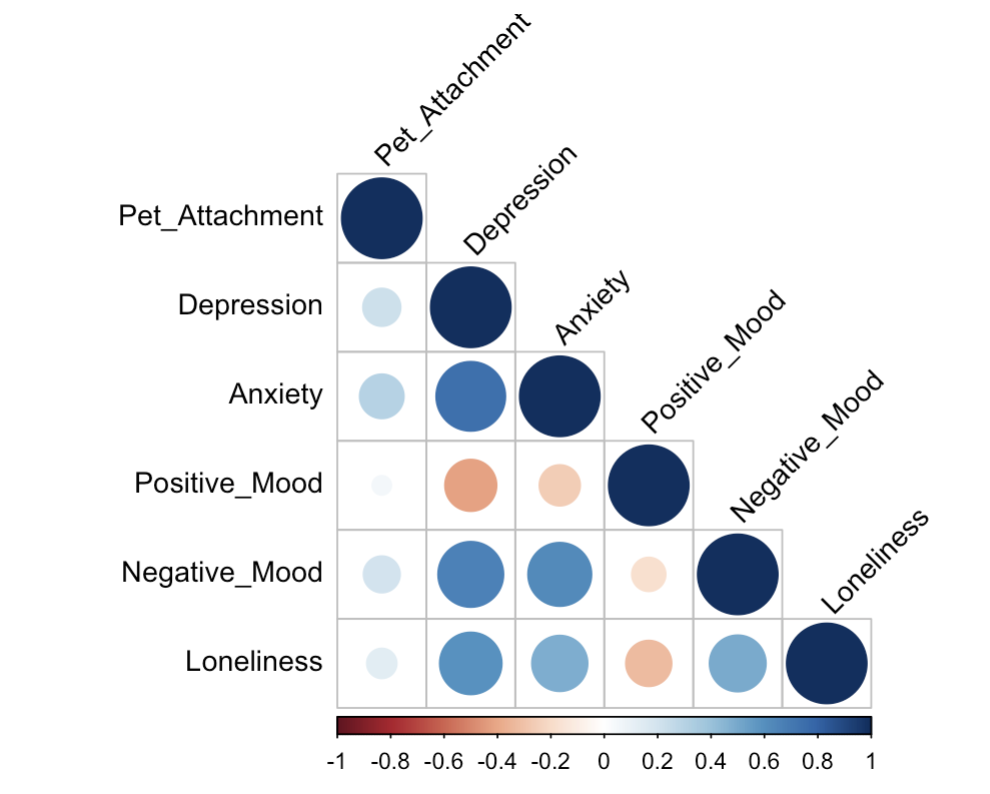 Pet_Attachment
Depression
Anxiety
Positive_Mood
Negative_Mood
Loneliness
Pet_Attachment
Depression
Anxiety
Positive_Mood
Negative_Mood
Loneliness
-1 -0.8 -0.6 -0.4 -0.2 0 0.2 0.4 0.6 0.8 1